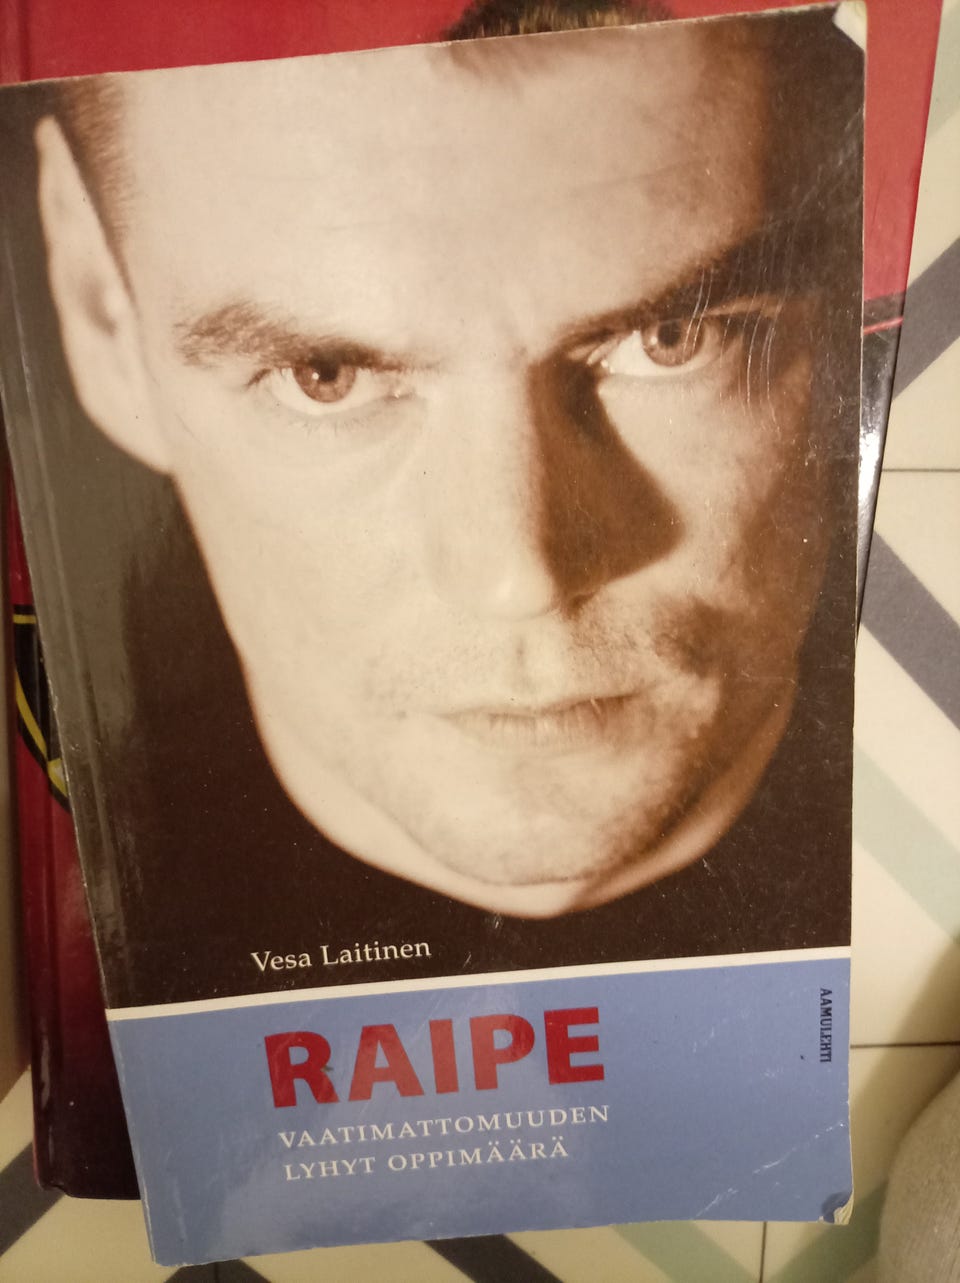 Vesa Laitinen
RAIPE
VAATIMATTOMUUDEN
LYHYT OPPIMÄÄRÄ
AAMULEHTI